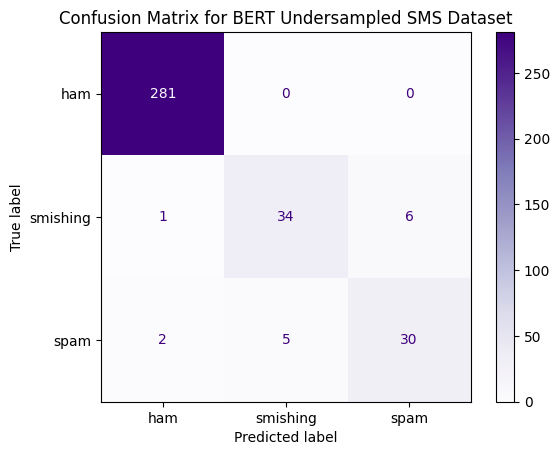 Confusion Matrix for BERT Undersampled SMS Dataset
ham 281 0 0
smishing 1 34 6
spam 2 5 30
ham smishing spam
Predicted label
True label
250
200
150
100
50
0